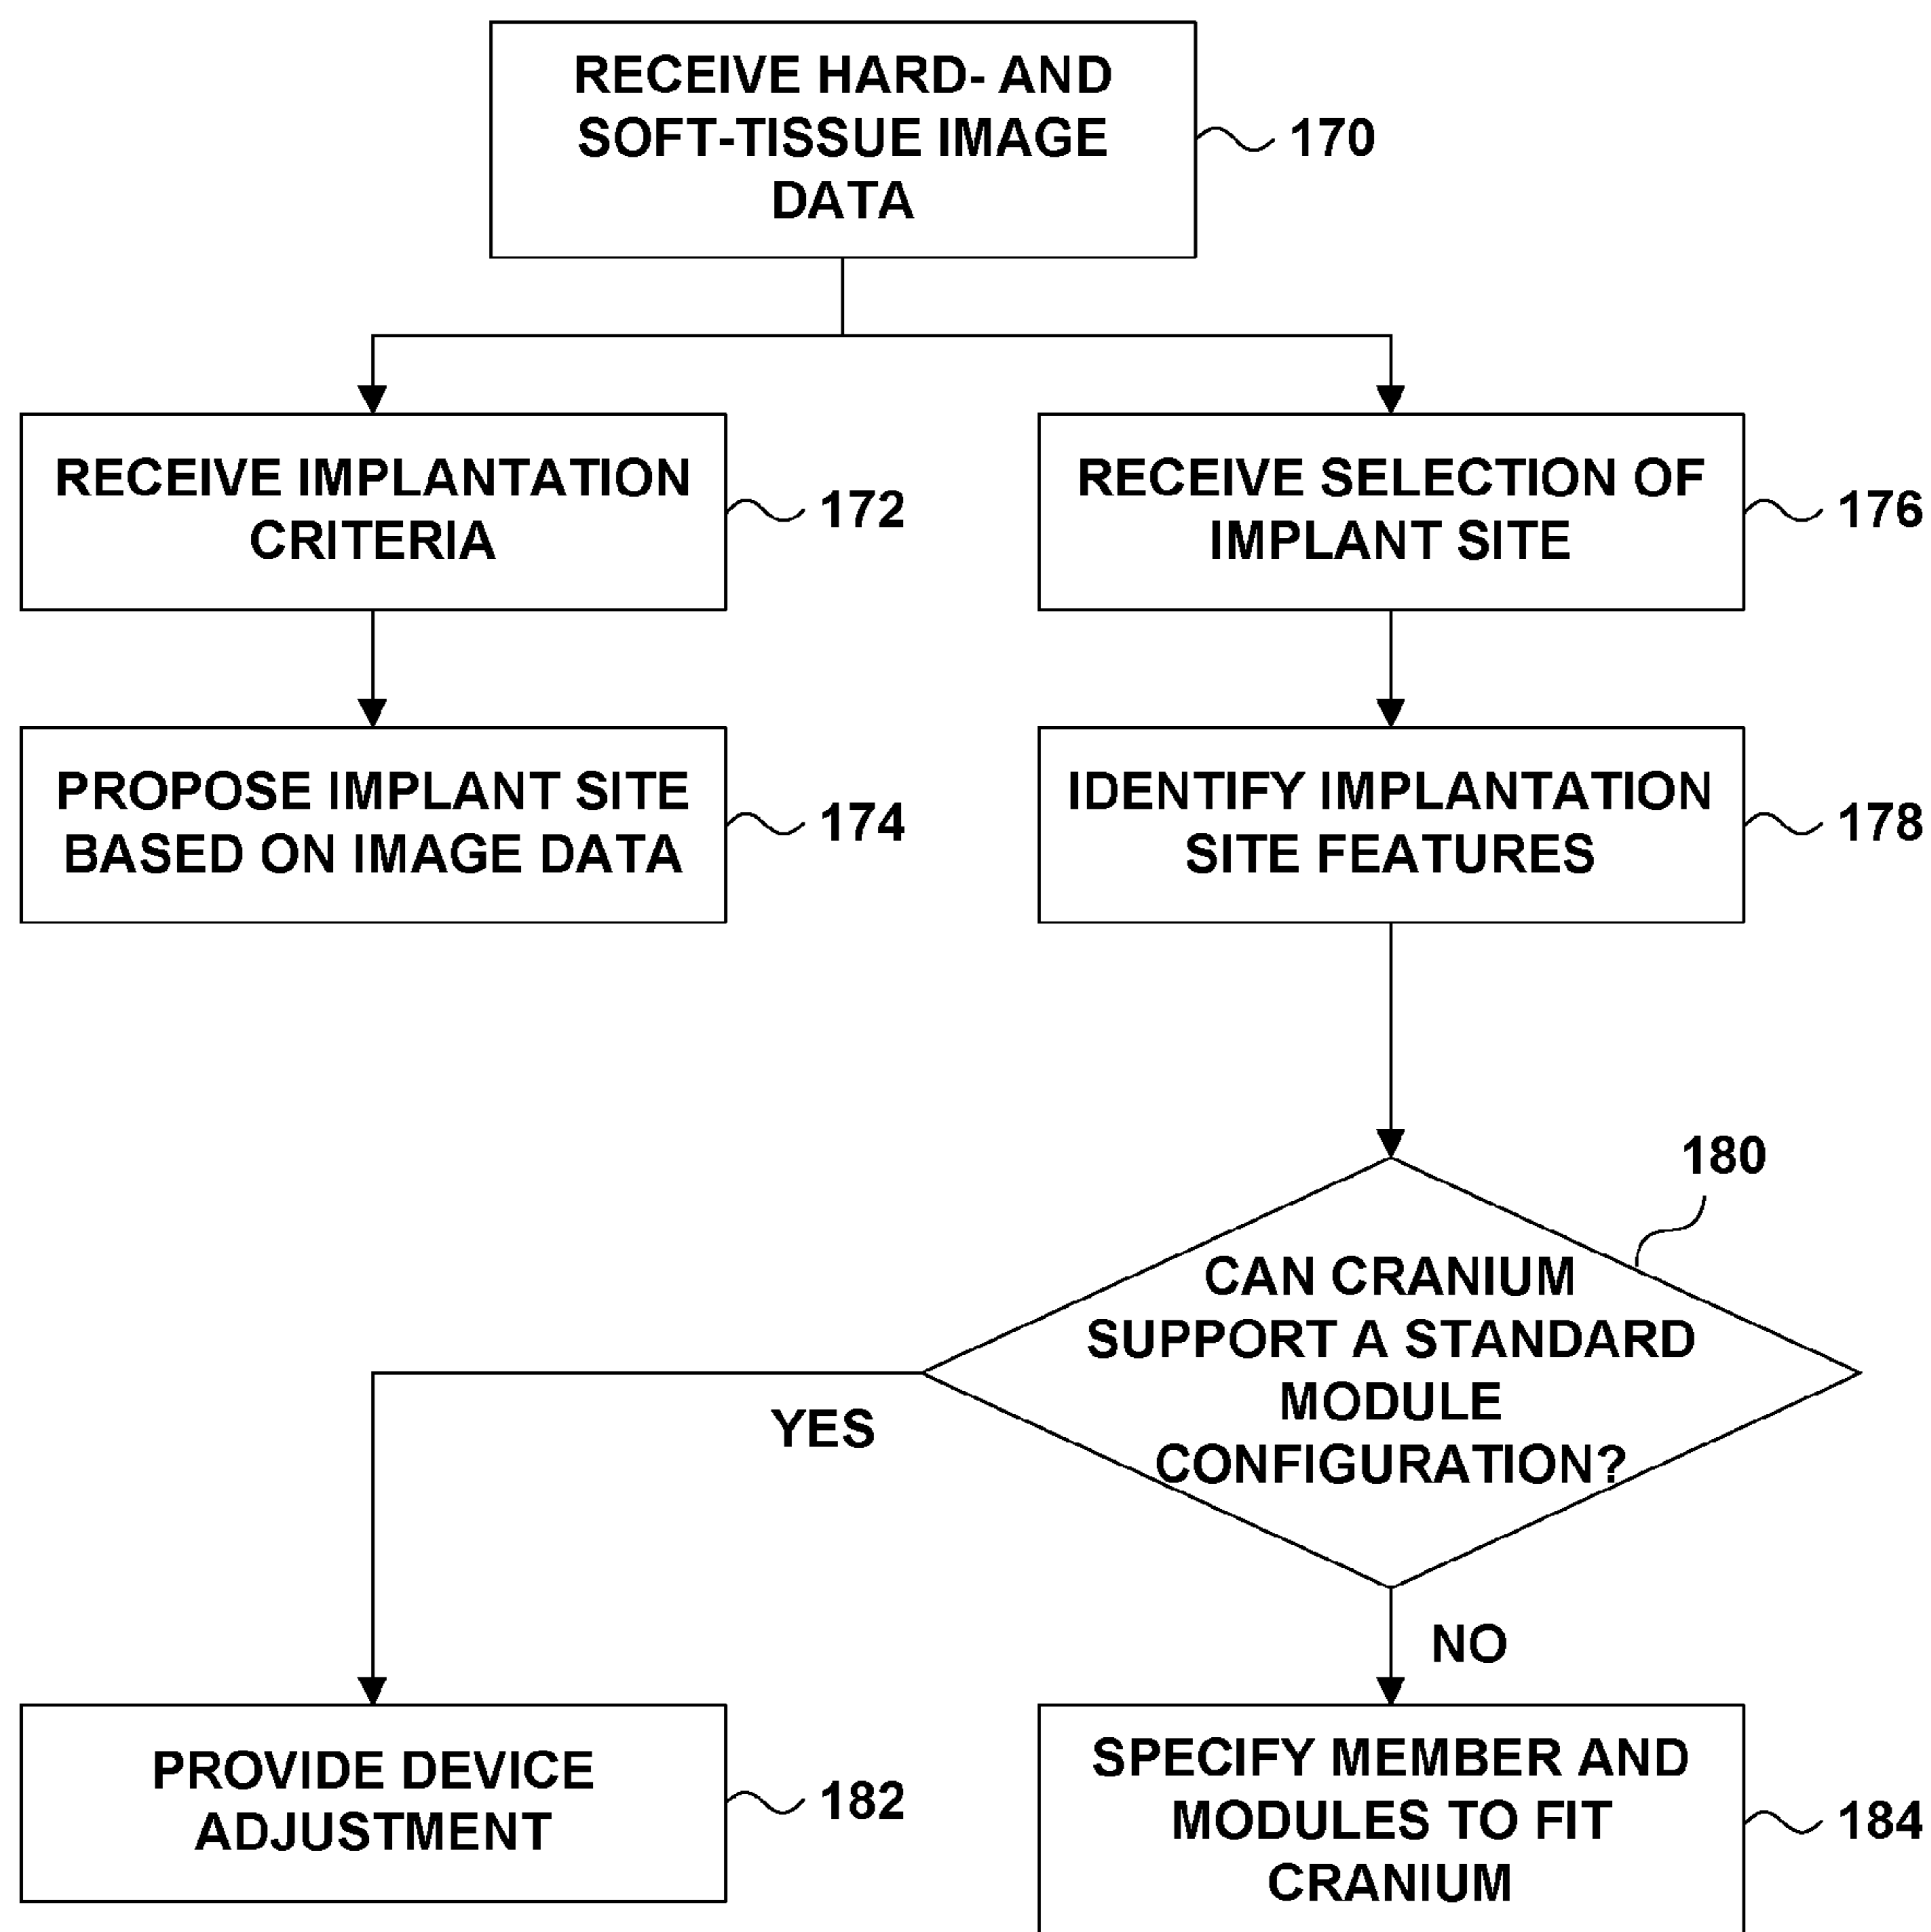 RECEIVE HARD- AND
SOFT-TISSUE IMAGE
DATA
170
RECEIVE IMPLANTATION
CRITERIA
172
RECEIVE SELECTION OF
IMPLANT SITE
176
PROPOSE IMPLANT SITE
BASED ON IMAGE DATA
174
IDENTIFY IMPLANTATION
SITE FEATURES
178
180
CAN CRANIUM
SUPPORT A STANDARD
MODULE
CONFIGURATION?
YES
NO
PROVIDE DEVICE
ADJUSTMENT
182
SPECIFY MEMBER AND
MODULES TO FIT
CRANIUM
184